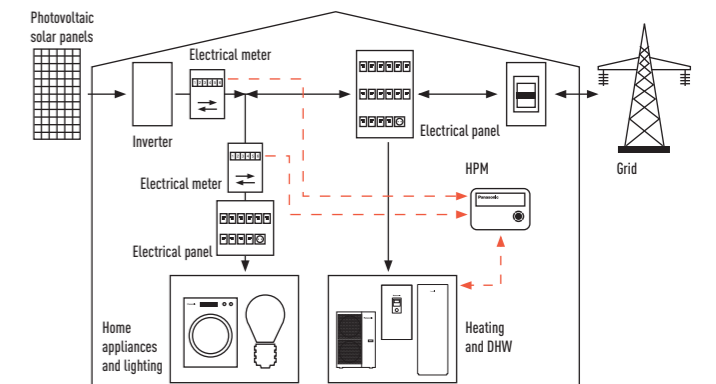 Photovoltaic
solar panels
Electrical meter
Inverter
Electrical panel
Grid
HPM
Panasonic
Electrical meter
Electrical panel
Home
appliances
and lighting
Heating
and DHW